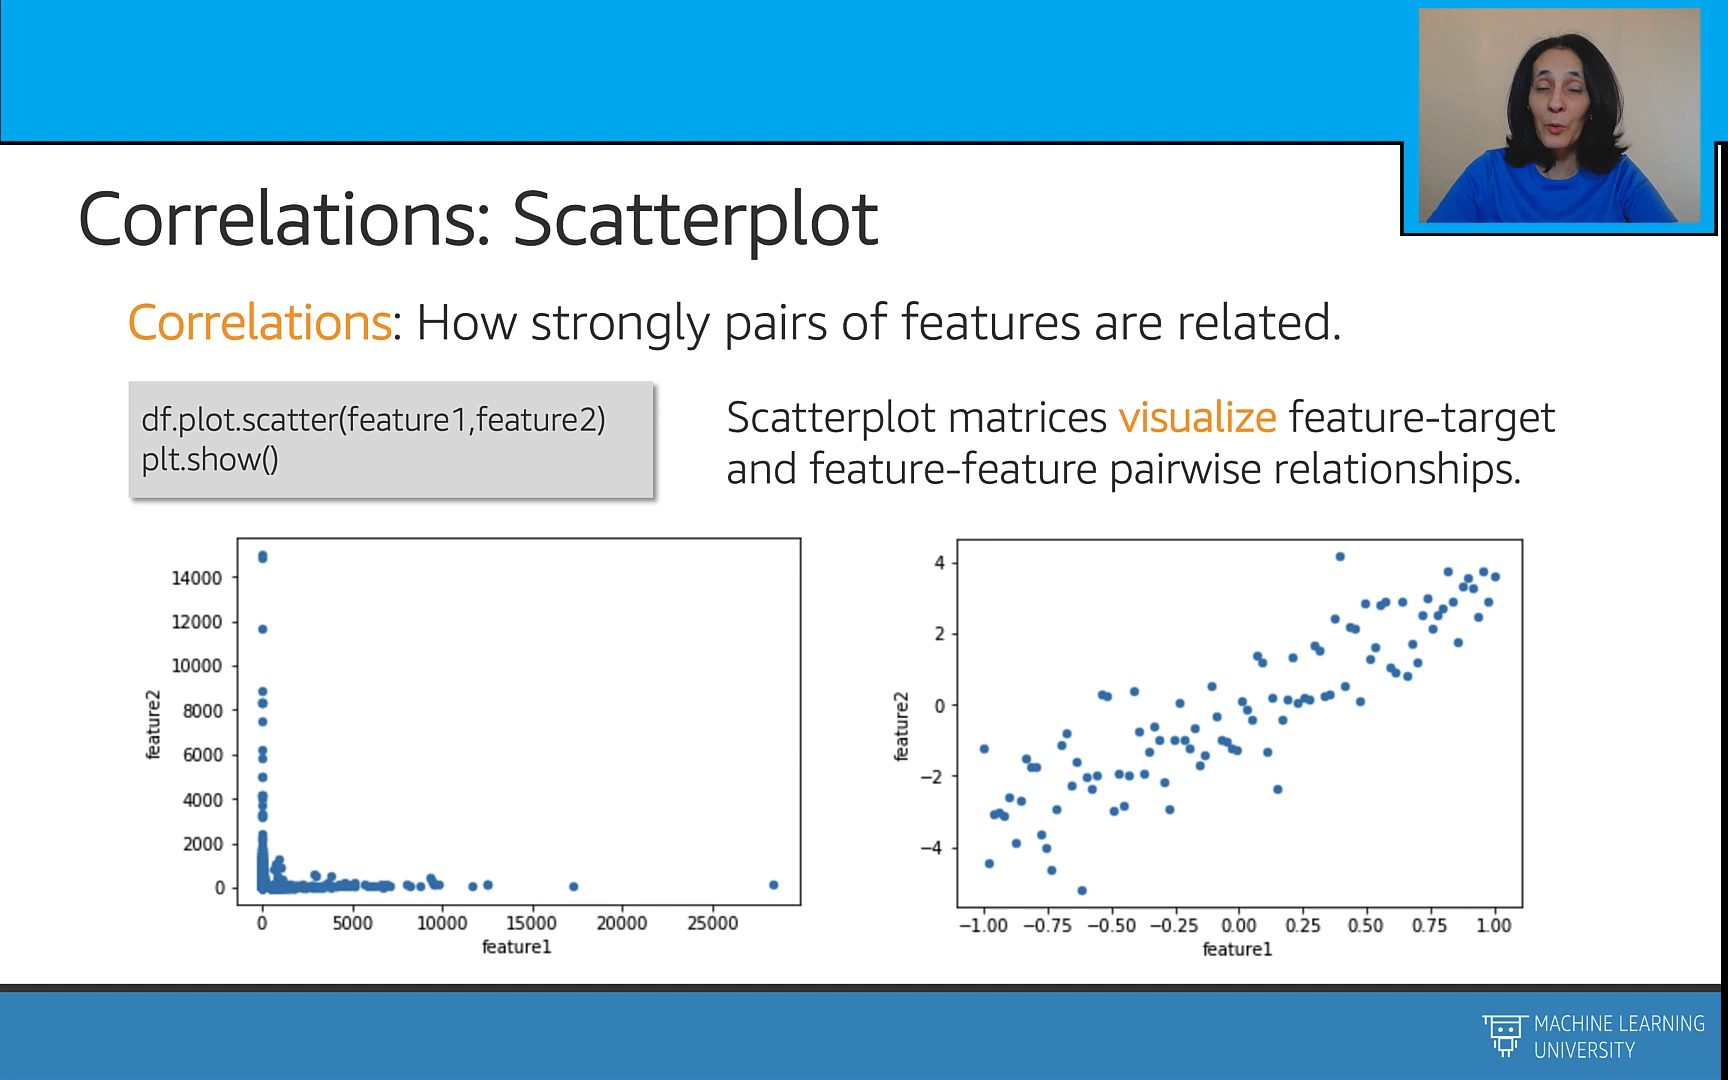 Correlations: Scatterplot
Correlations: How strongly pairs of features are related.
df.plot.scatter(feature1,feature2)
plt.show()
Scatterplot matrices visualize feature-target
and feature-feature pairwise relationships.
14000
12000
10000
8000
6000
4000
2000
0
feature2
0 5000 10000 15000 20000 25000
feature1
4
2
0
−2
−4
feature2
−1.00 −0.75 −0.50 −0.25 0.00 0.25 0.50 0.75 1.00
feature1
MACHINE LEARNING
UNIVERSITY